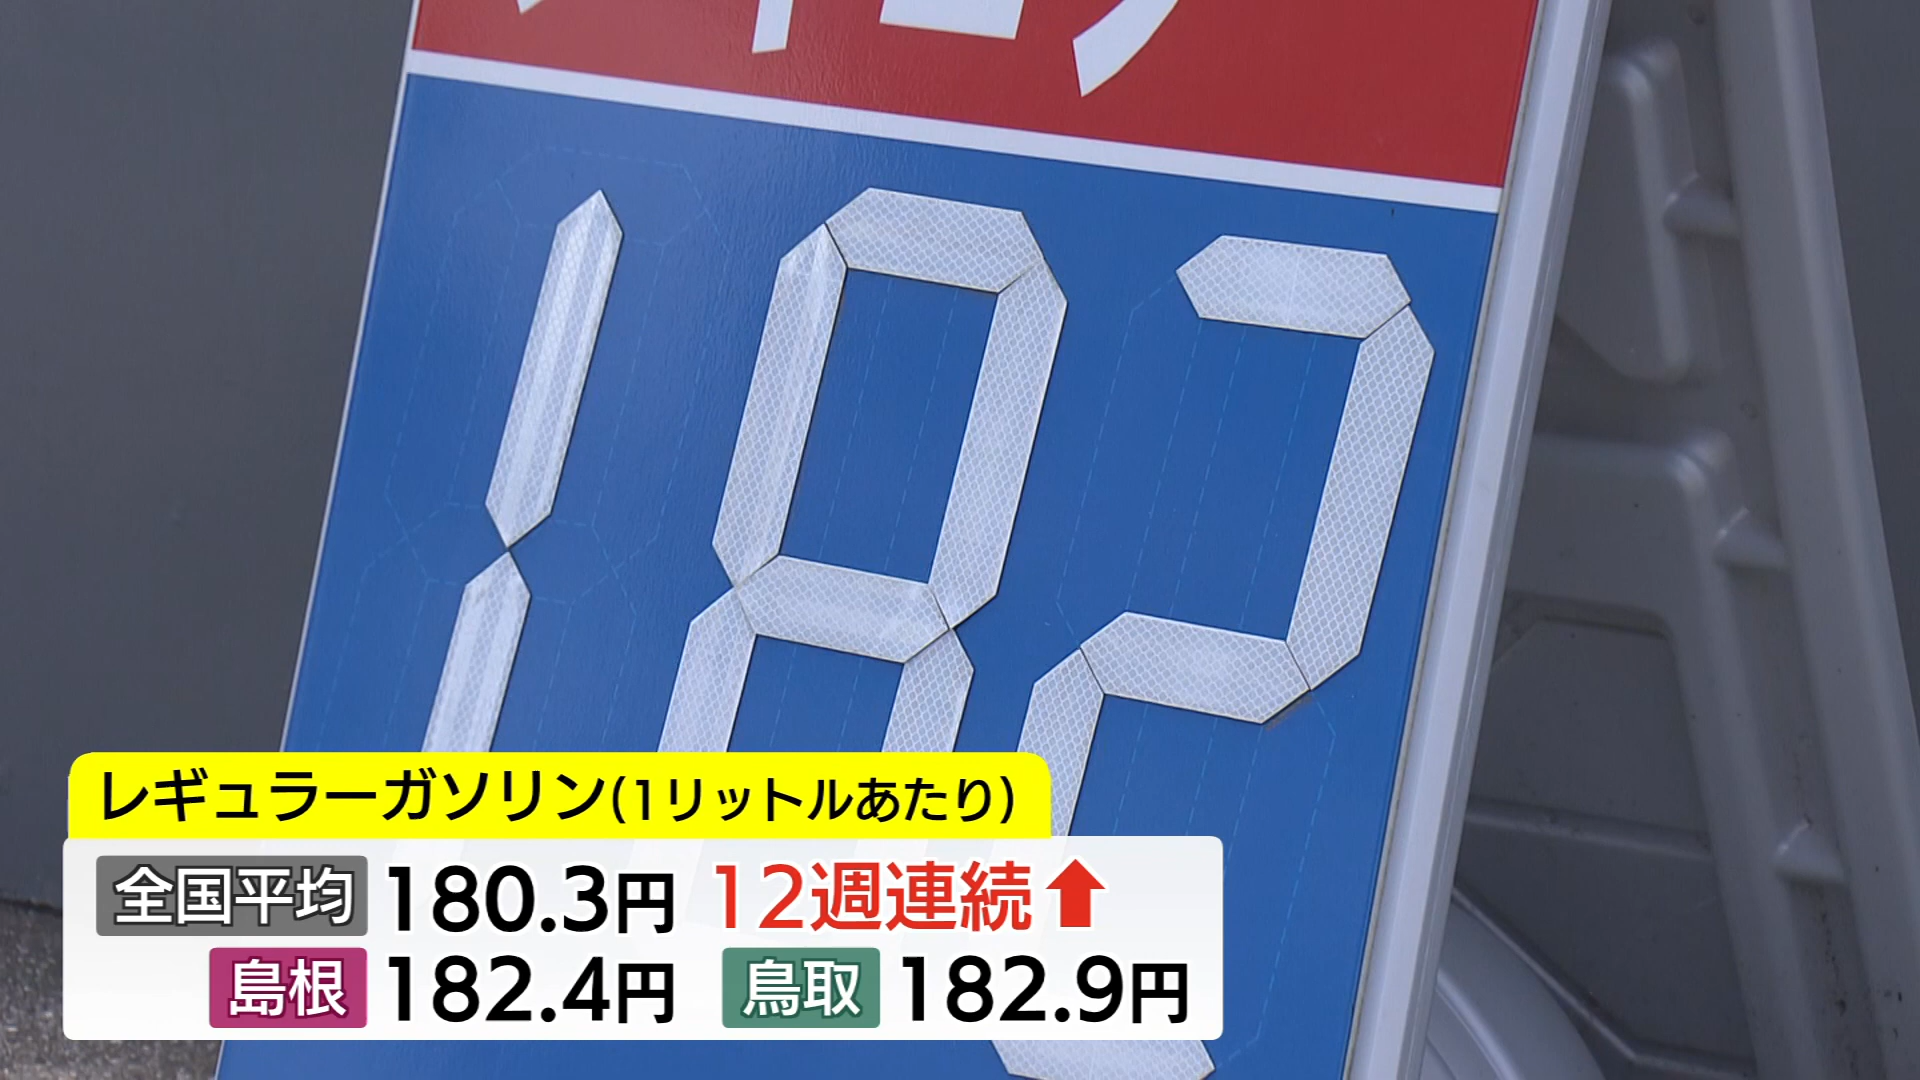 182
レギュラーガソリン(1リットルあたり)
全国平均 180.3円 12週連続⬆
島根 182.4円 鳥取 182.9円